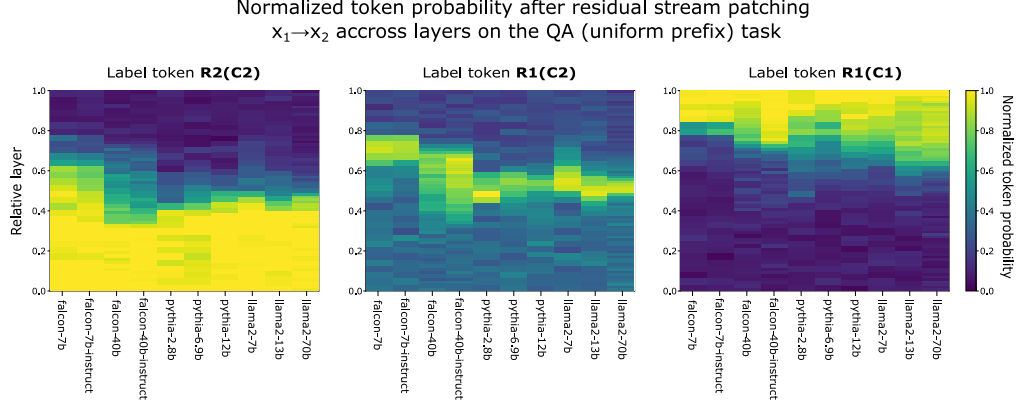 Normalized token probability after residual stream patching
x₁→x₂ accross layers on the QA (uniform prefix) task
Label token R2(C2)
Label token R1(C2)
Label token R1(C1)
Relative layer
1.0
0.8
0.6
0.4
0.2
0.0
falcon-7b
falcon-7b-instruct
falcon-40b
falcon-40b-instruct
pythia-2.8b
pythia-6.9b
pythia-12b
llama2-7b
llama2-13b
llama2-70b
1.0
0.8
0.6
0.4
0.2
0.0
falcon-7b
falcon-7b-instruct
falcon-40b
falcon-40b-instruct
pythia-2.8b
pythia-6.9b
pythia-12b
llama2-7b
llama2-13b
llama2-70b
1.0
0.8
0.6
0.4
0.2
0.0
falcon-7b
falcon-7b-instruct
falcon-40b
falcon-40b-instruct
pythia-2.8b
pythia-6.9b
pythia-12b
llama2-7b
llama2-13b
llama2-70b
1.0
0.8
0.6
0.4
0.2
0.0
Normalized token probability